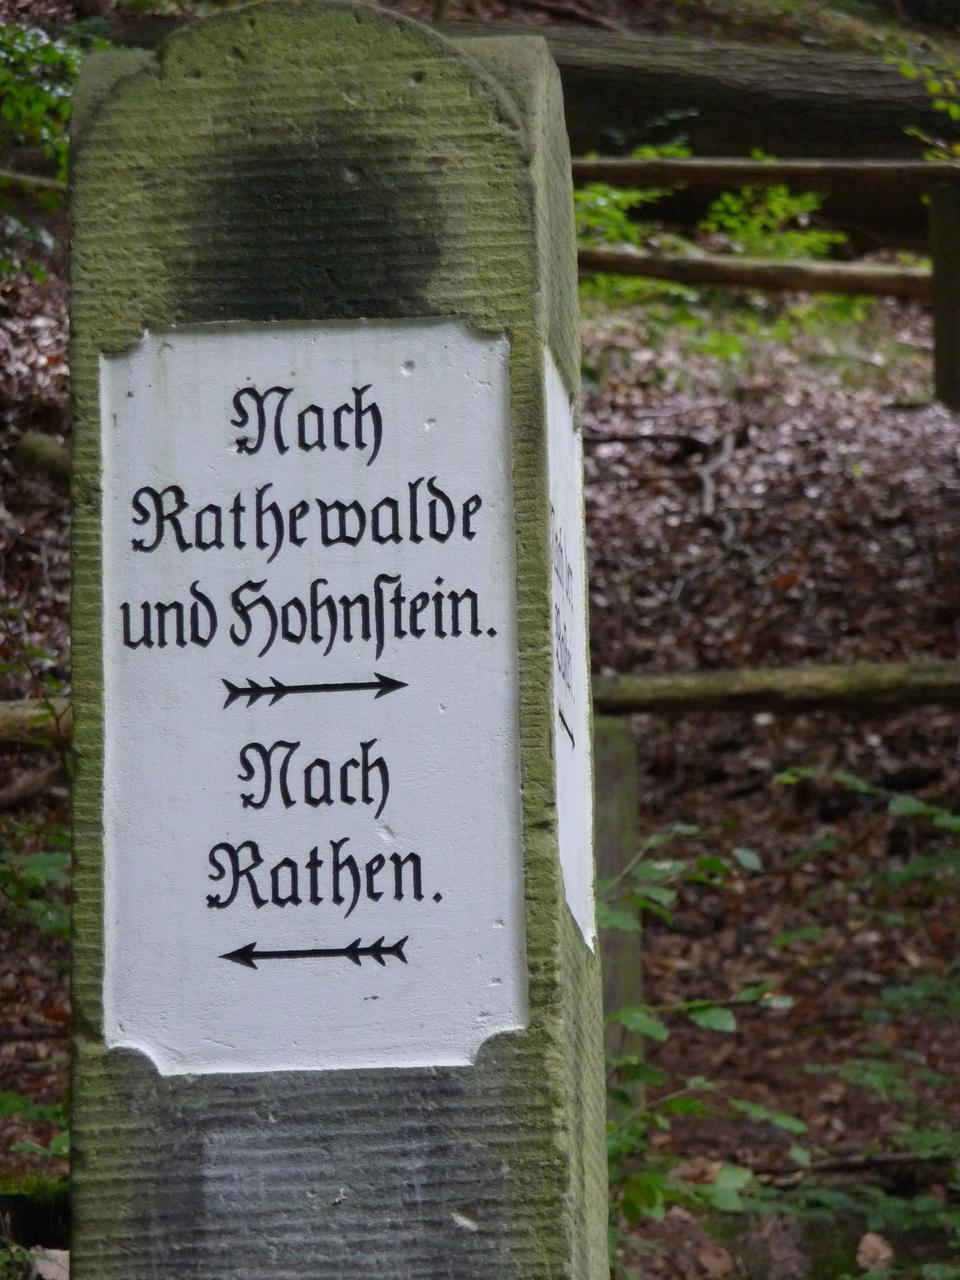 Nach
Rathewalde
und Hohnſtein.
Nach
Rathen.